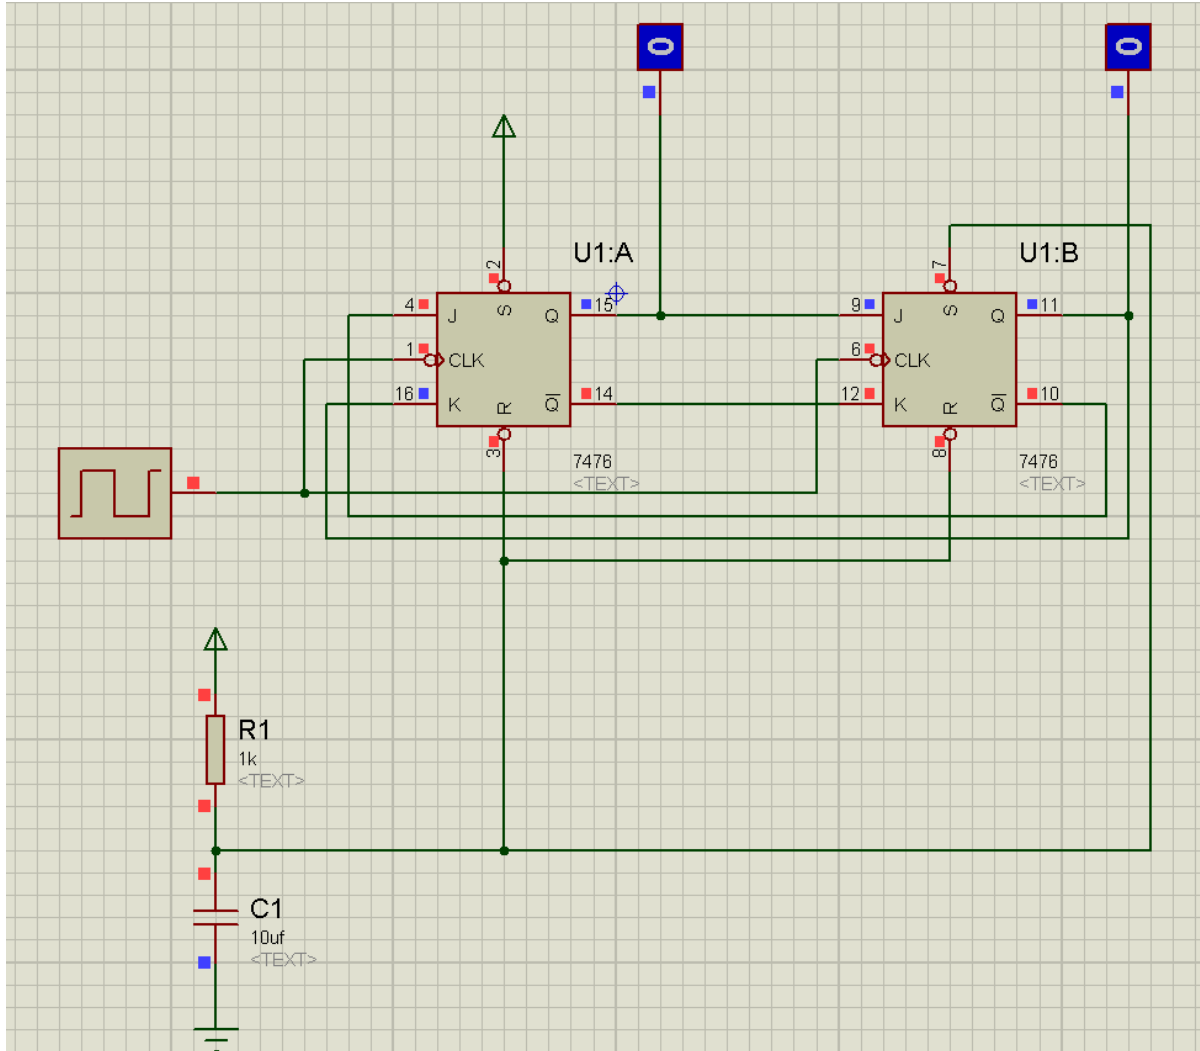 0
0
U1:A
U1:B
2
7
4
J
S
Q
15
9
J
S
Q
11
1
CLK
6
CLK
16
K
R
Q
14
12
K
R
Q
10
3
8
7476
<TEXT>
7476
<TEXT>
R1
1k
<TEXT>
C1
10uf
<TEXT>